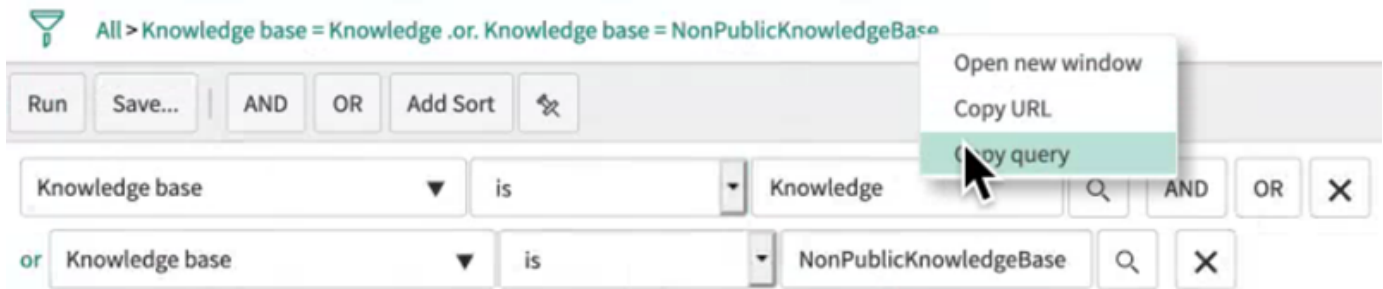 All > Knowledge base = Knowledge .or. Knowledge base = NonPublicKnowledgeBase
Open new window
Copy URL
Copy query
Run Save... AND OR Add Sort
Knowledge base is Knowledge AND OR
or Knowledge base is NonPublicKnowledgeBase